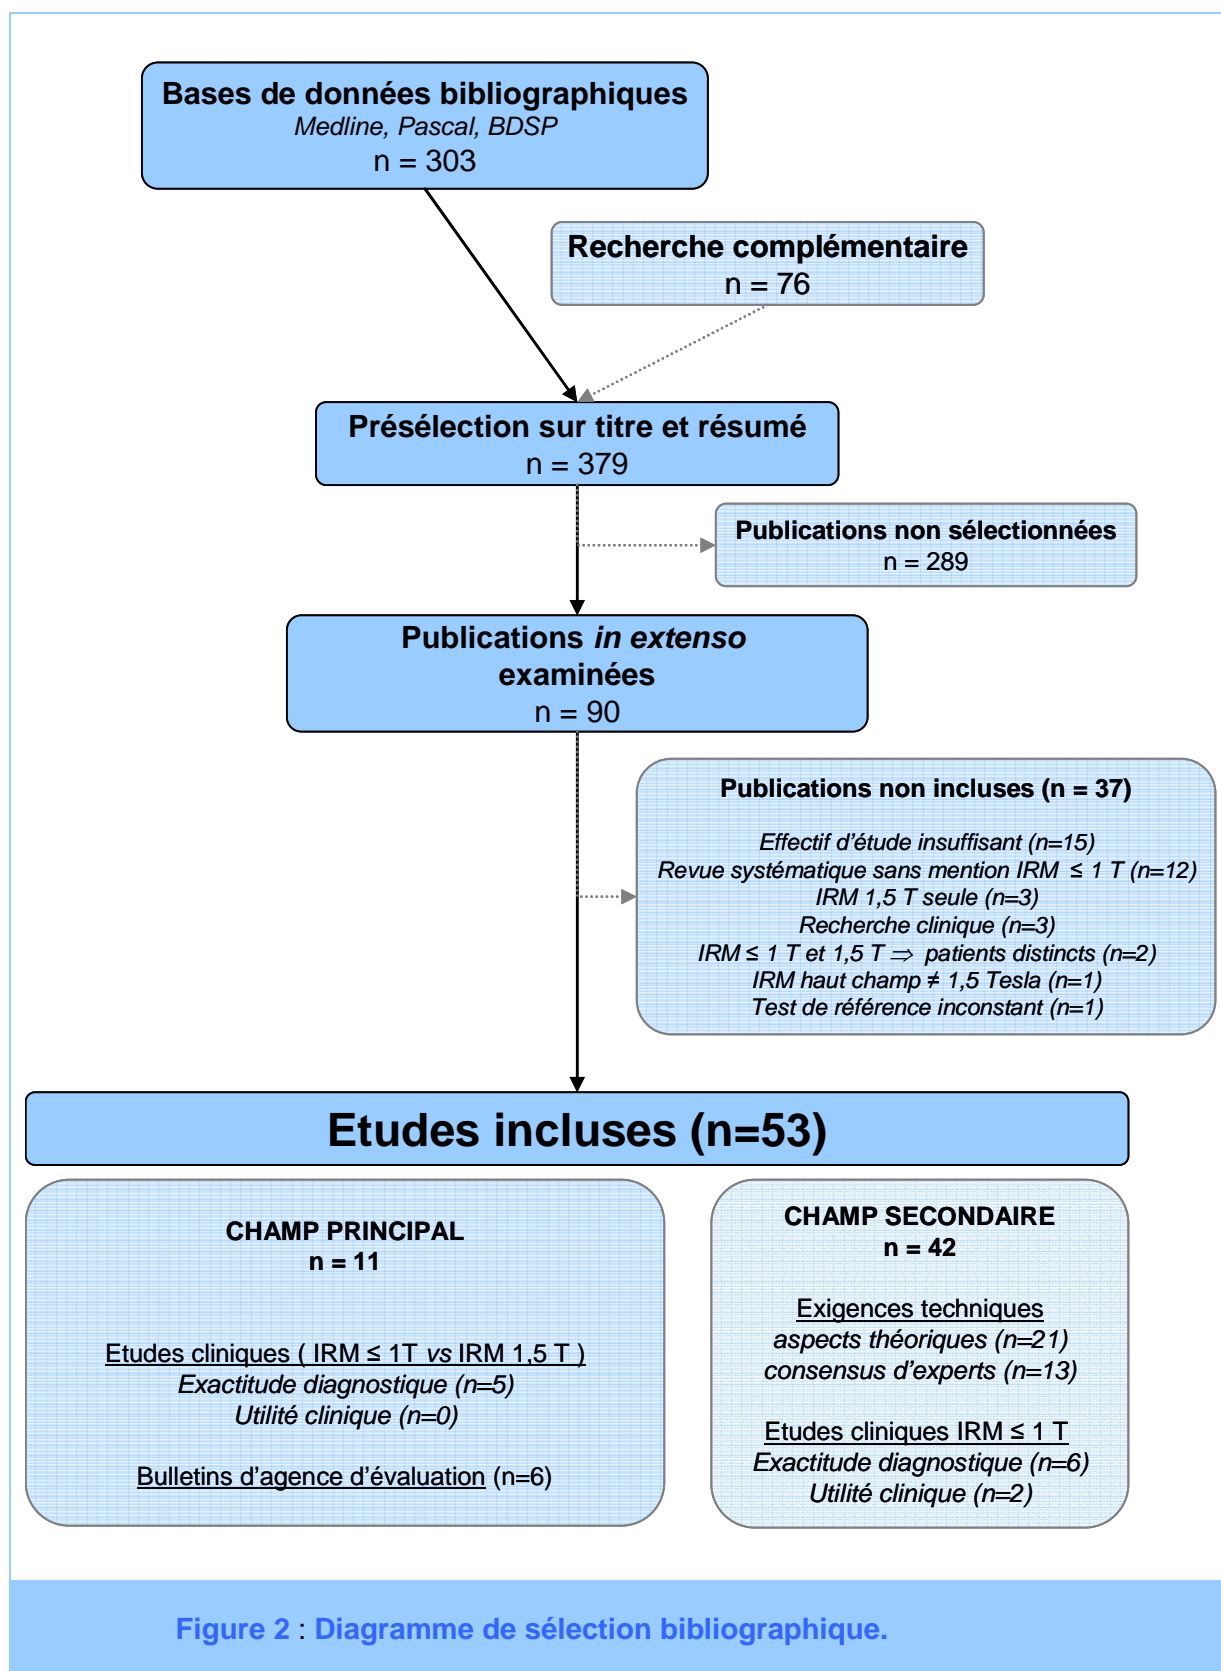 Bases de données bibliographiques
Medline, Pascal, BDSP
n = 303
Recherche complémentaire
n = 76
Présélection sur titre et résumé
n = 379
Publications non sélectionnées
n = 289
Publications in extenso
examinées
n = 90
Publications non incluses (n = 37)
Effectif d'étude insuffisant (n=15)
Revue systématique sans mention IRM ≤ 1 T (n=12)
IRM 1,5 T seule (n=3)
Recherche clinique (n=3)
IRM ≤ 1 T et 1,5 T ⇒ patients distincts (n=2)
IRM haut champ ≠ 1,5 Tesla (n=1)
Test de référence inconstant (n=1)
Etudes incluses (n=53)
CHAMP PRINCIPAL
n = 11
Etudes cliniques ( IRM ≤ 1T vs IRM 1,5 T )
Exactitude diagnostique (n=5)
Utilité clinique (n=0)
Bulletins d'agence d'évaluation (n=6)
CHAMP SECONDAIRE
n = 42
Exigences techniques
aspects théoriques (n=21)
consensus d'experts (n=13)
Etudes cliniques IRM ≤ 1 T
Exactitude diagnostique (n=6)
Utilité clinique (n=2)
Figure 2 : Diagramme de sélection bibliographique.